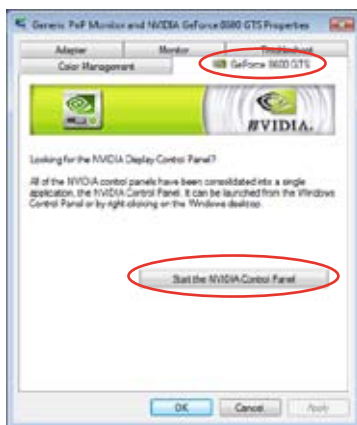 Generic PnP Monitor and NVIDIA GeForce 8600 GTS Properties
Adapter Monitor Troubleshoot
Color Management GeForce 8600 GTS
NVIDIA.
Looking for the NVIDIA Display Control Panel?
All of the NVIDIA control panels have been consolidated into a single
application, the NVIDIA Control Panel. It can be launched from the Windows
Control Panel or by right clicking on the Windows desktop.
Start the NVIDIA Control Panel
OK Cancel Apply